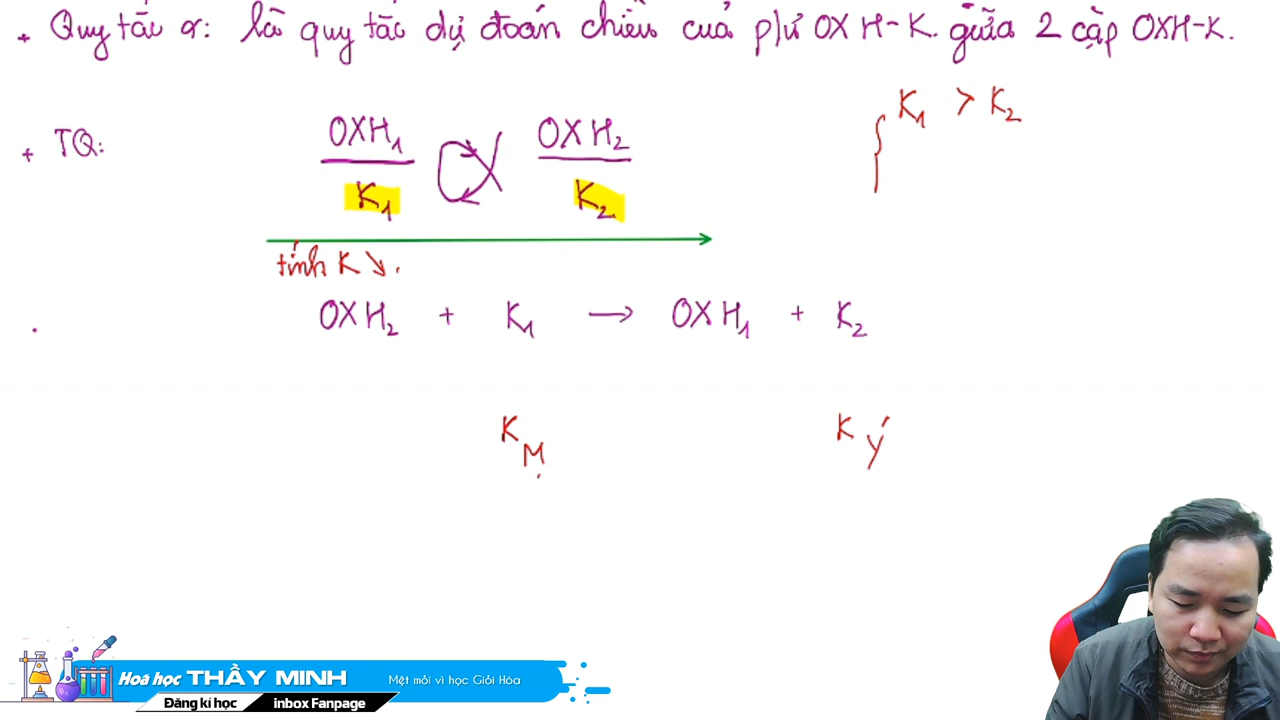 + Quy tắc α: là quy tắc dự đoán chiều của p/ư OXH-K. giữa 2 cặp OXH-K.
K₁ > K₂
+ TQ:
OXH₁ OXH₂
K₁ K₂
tính K ↘.
OXH₂ + K₁ → OXH₁ + K₂
K M. K Y
Hoá học THẦY MINH
Mệt mỏi vì học Giỏi Hóa
Đăng kí học inbox Fanpage